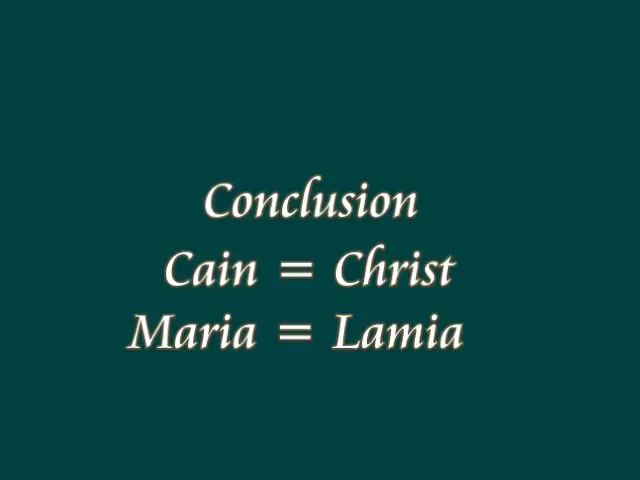 Conclusion
Cain = Christ
Maria = Lamia